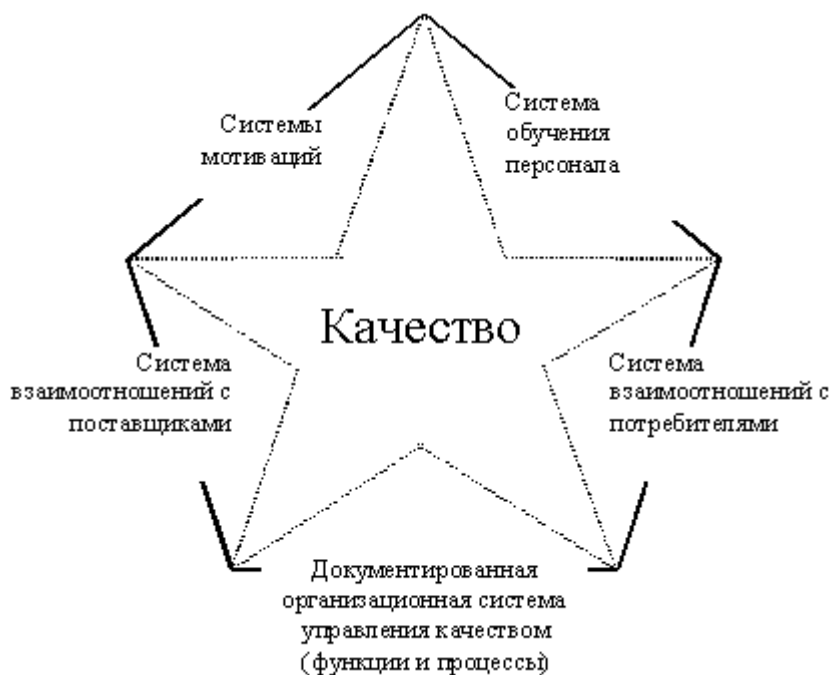 Системы
мотиваций
Система
обучения
персонала
Качество
Система
взаимоотношений с
поставщиками
Система
взаимоотношений с
потребителями
Документированная
организационная система
управления качеством
(функции и процессы)